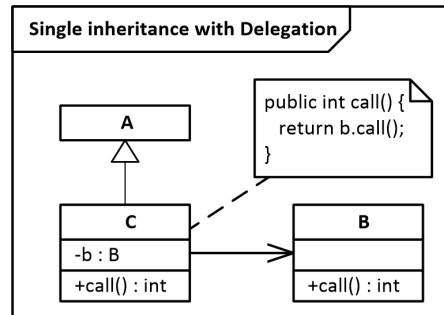 Single inheritance with Delegation
public int call() {
return b.call();
}
A
C
-b : B
+call() : int
B
+call() : int